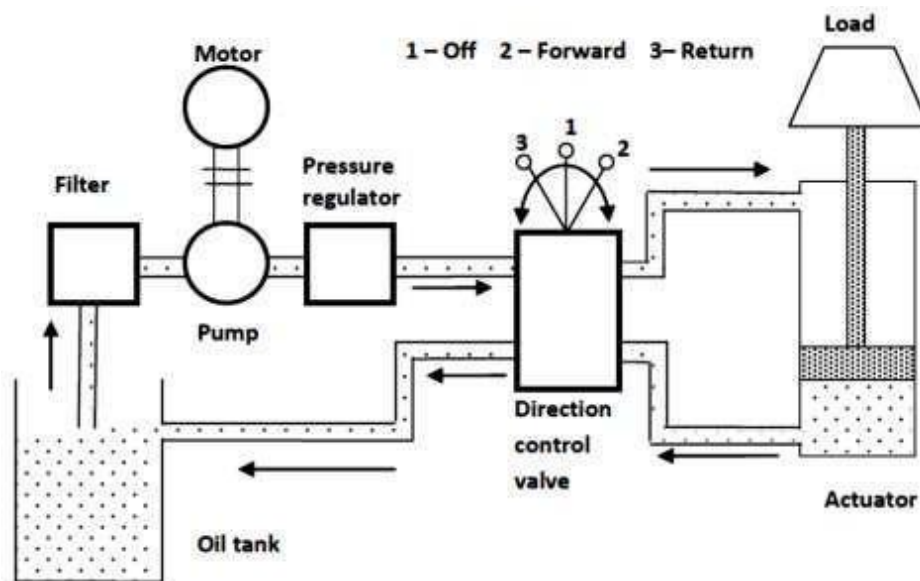 Load
Motor
1 – Off 2 – Forward 3– Return
1
3
2
Pressure
regulator
Filter
Pump
Direction
control
valve
Actuator
Oil tank